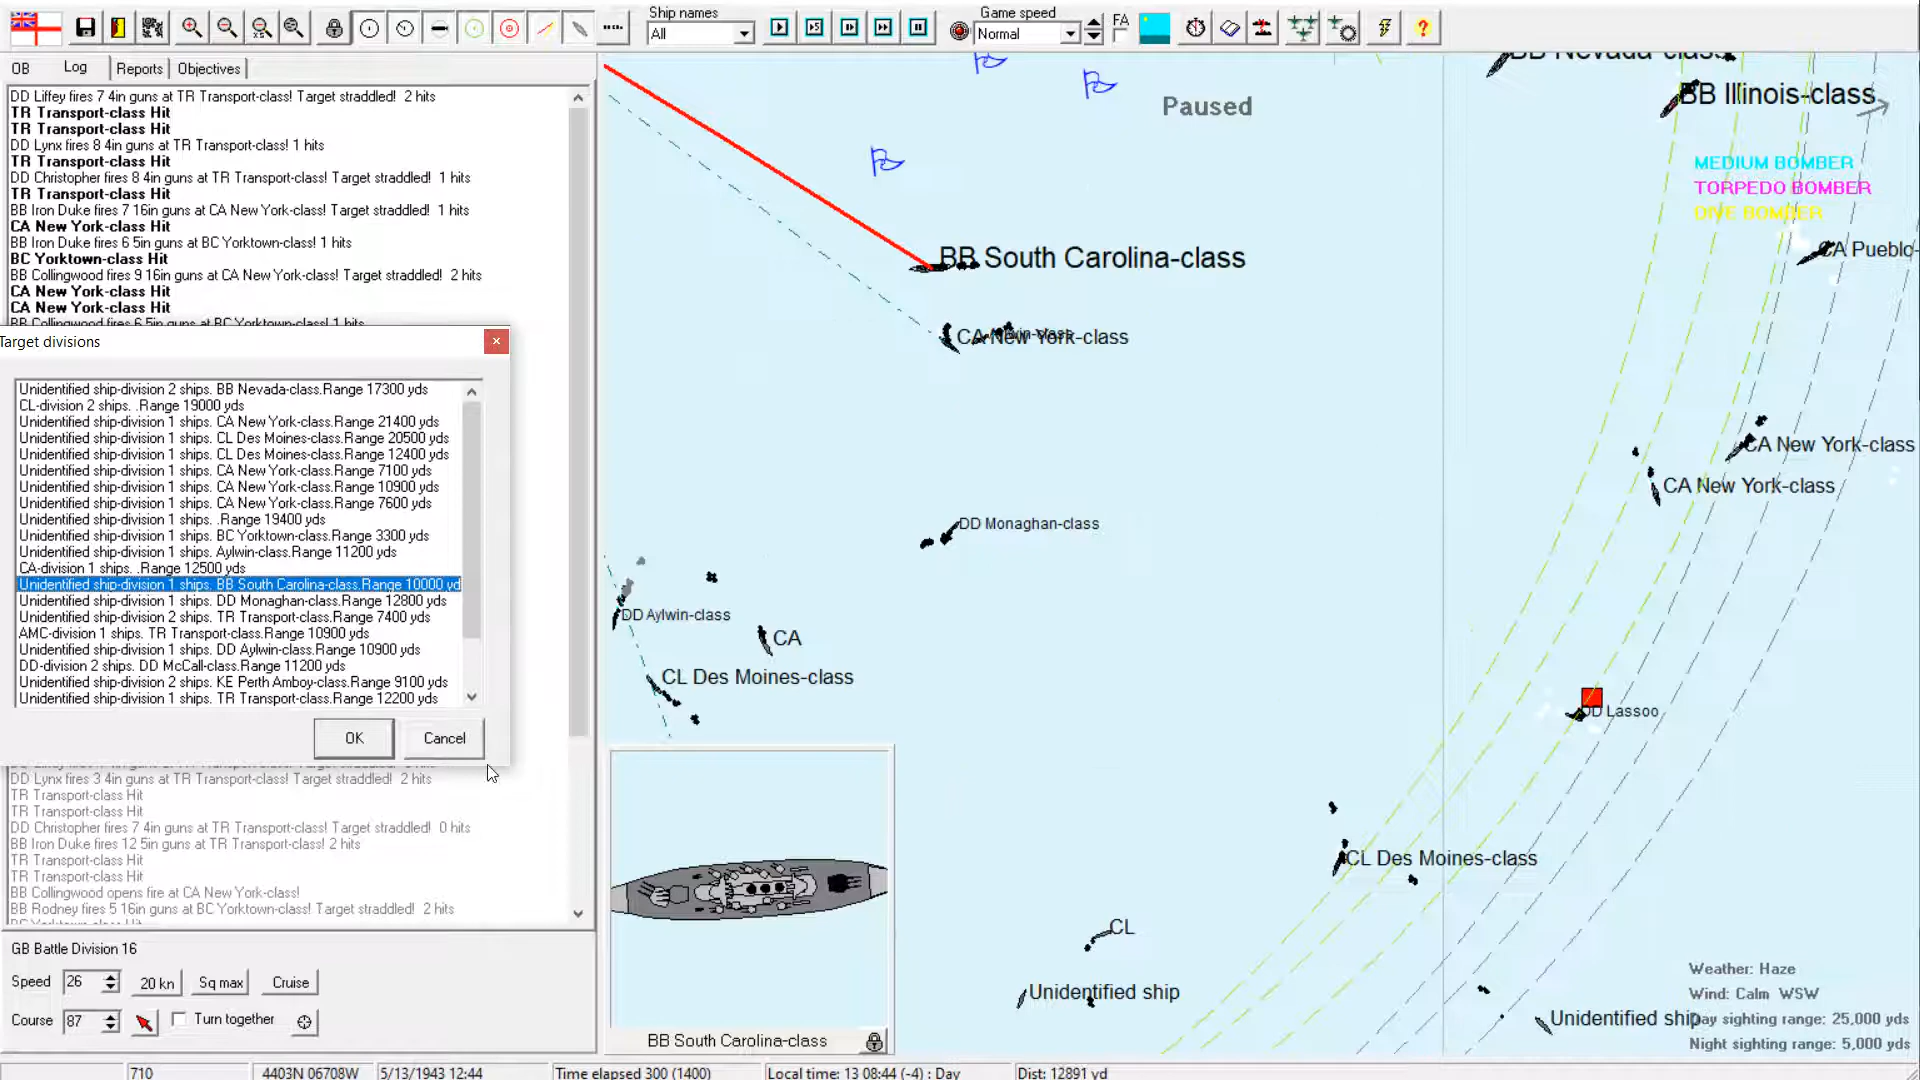 Ship names
All
Game speed
Normal
FA
OB
Log
Reports
Objectives
DD Liffey fires 7 4in guns at TR Transport-class! Target straddled!  2 hits
TR Transport-class Hit
TR Transport-class Hit
DD Lynx fires 8 4in guns at TR Transport-class! 1 hits
TR Transport-class Hit
DD Christopher fires 8 4in guns at TR Transport-class! Target straddled!  1 hits
TR Transport-class Hit
BB Iron Duke fires 7 16in guns at CA New York-class! Target straddled!  1 hits
CA New York-class Hit
BB Iron Duke fires 6 5in guns at BC Yorktown-class! 1 hits
BC Yorktown-class Hit
BB Collingwood fires 9 16in guns at CA New York-class! Target straddled!  2 hits
CA New York-class Hit
CA New York-class Hit
BB Collingwood fires 6 5in guns at BC Yorktown-class! 1 hits
Target divisions
Unidentified ship-division 2 ships. BB Nevada-class.Range 17300 yds
CL-division 2 ships. .Range 19000 yds
Unidentified ship-division 1 ships. CA New York-class.Range 21400 yds
Unidentified ship-division 1 ships. CL Des Moines-class.Range 20500 yds
Unidentified ship-division 1 ships. CL Des Moines-class.Range 12400 yds
Unidentified ship-division 1 ships. CA New York-class.Range 7100 yds
Unidentified ship-division 1 ships. CA New York-class.Range 10900 yds
Unidentified ship-division 1 ships. CA New York-class.Range 7600 yds
Unidentified ship-division 1 ships. .Range 19400 yds
Unidentified ship-division 1 ships. BC Yorktown-class.Range 3300 yds
Unidentified ship-division 1 ships. Aylwin-class.Range 11200 yds
CA-division 1 ships. .Range 12500 yds
Unidentified ship-division 1 ships. BB South Carolina-class.Range 10000 yd
Unidentified ship-division 1 ships. DD Monaghan-class.Range 12800 yds
Unidentified ship-division 2 ships. TR Transport-class.Range 7400 yds
AMC-division 1 ships. TR Transport-class.Range 10900 yds
Unidentified ship-division 1 ships. DD Aylwin-class.Range 10900 yds
DD-division 2 ships. DD McCall-class.Range 11200 yds
Unidentified ship-division 2 ships. KE Perth Amboy-class.Range 9100 yds
Unidentified ship-division 1 ships. TR Transport-class.Range 12200 yds
OK
Cancel
DD Lynx fires 3 4in guns at TR Transport-class! Target straddled!  2 hits
TR Transport-class Hit
TR Transport-class Hit
DD Christopher fires 7 4in guns at TR Transport-class! Target straddled!  0 hits
BB Iron Duke fires 12 5in guns at TR Transport-class! 2 hits
TR Transport-class Hit
TR Transport-class Hit
BB Collingwood opens fire at CA New York-class!
BB Rodney fires 5 16in guns at BC Yorktown-class! Target straddled!  2 hits
GB Battle Division 16
Speed
26
20 kn
Sq max
Cruise
Course
87
Turn together
Paused
BB Nevada-class
BB Illinois-class
MEDIUM BOMBER
TORPEDO BOMBER
DIVE BOMBER
CA Pueblo-
BB South Carolina-class
CA New York-class
Aylwin-class
CA New York-class
CA New York-class
DD Monaghan-class
DD Aylwin-class
CA
CL Des Moines-class
DD Lassoo
CL Des Moines-class
CL
Unidentified ship
Unidentified ship
BB South Carolina-class
Weather: Haze
Wind: Calm  WSW
Day sighting range: 25,000 yds
Night sighting range: 5,000 yds
710
4403N 06708W
5/13/1943 12:44
Time elapsed 300 (1400)
Local time: 13 08:44 (-4) : Day
Dist: 12891 yd